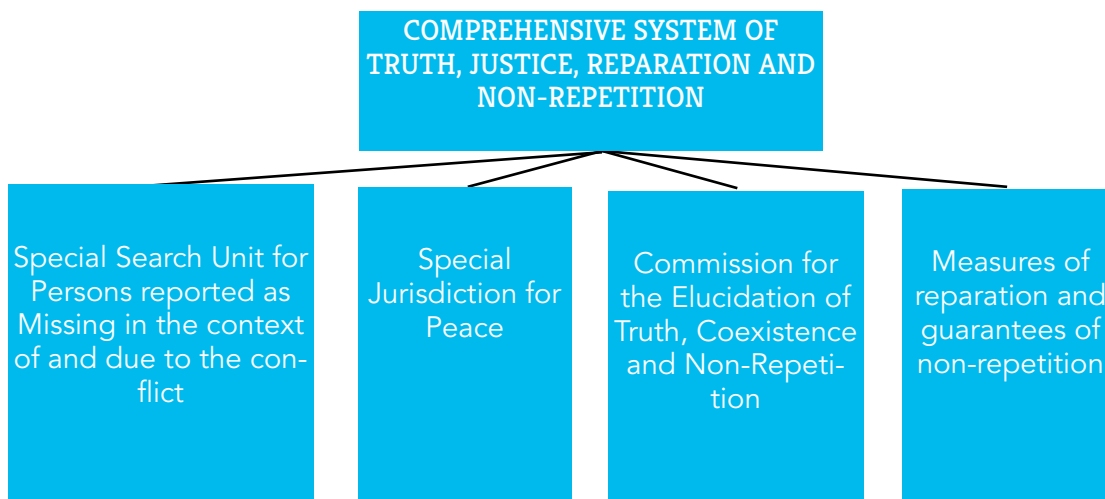 COMPREHENSIVE SYSTEM OF
TRUTH, JUSTICE, REPARATION AND
NON-REPETITION
Special Search Unit for
Persons reported as
Missing in the context
of and due to the con-
flict
Special
Jurisdiction for
Peace
Commission for
the Elucidation of
Truth, Coexistence
and Non-Repeti-
tion
Measures of
reparation and
guarantees of
non-repetition